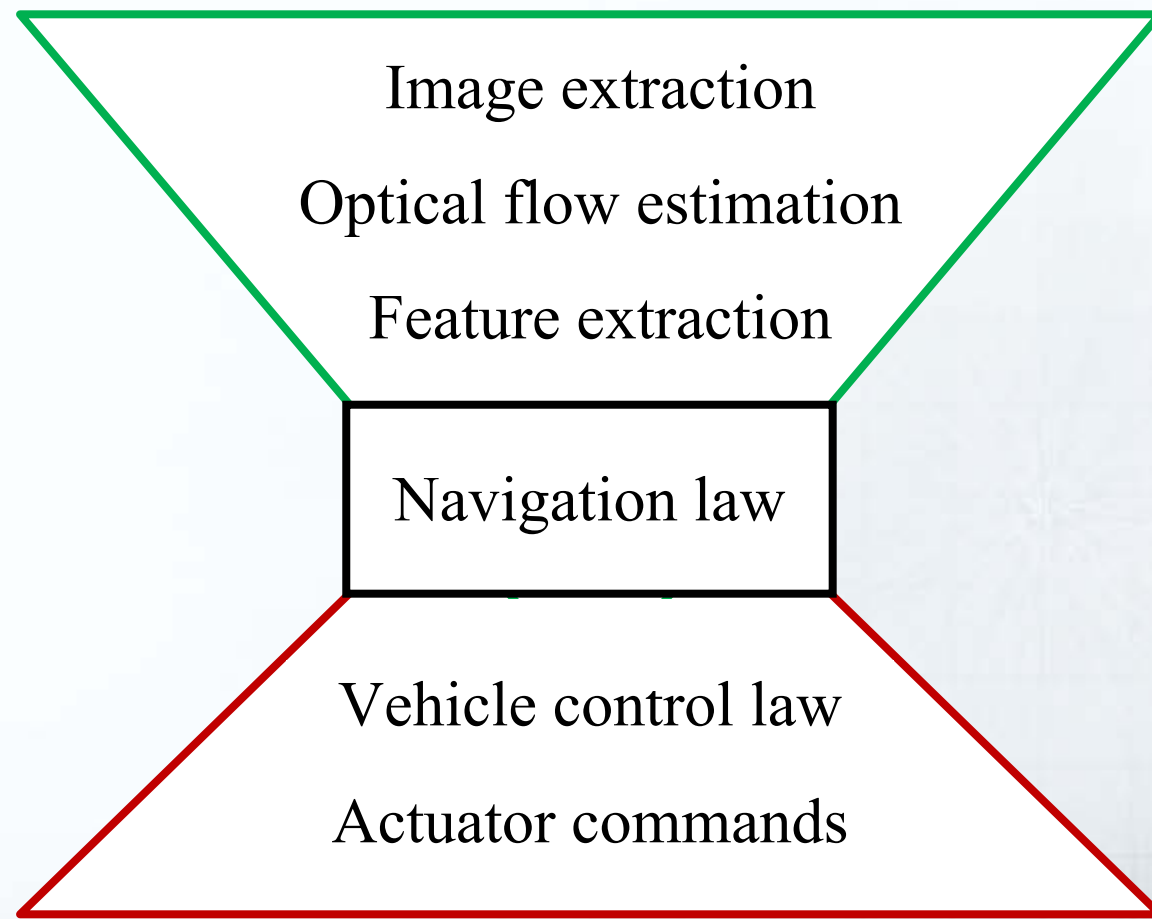 Image extraction
Optical flow estimation
Feature extraction
Navigation law
Vehicle control law
Actuator commands